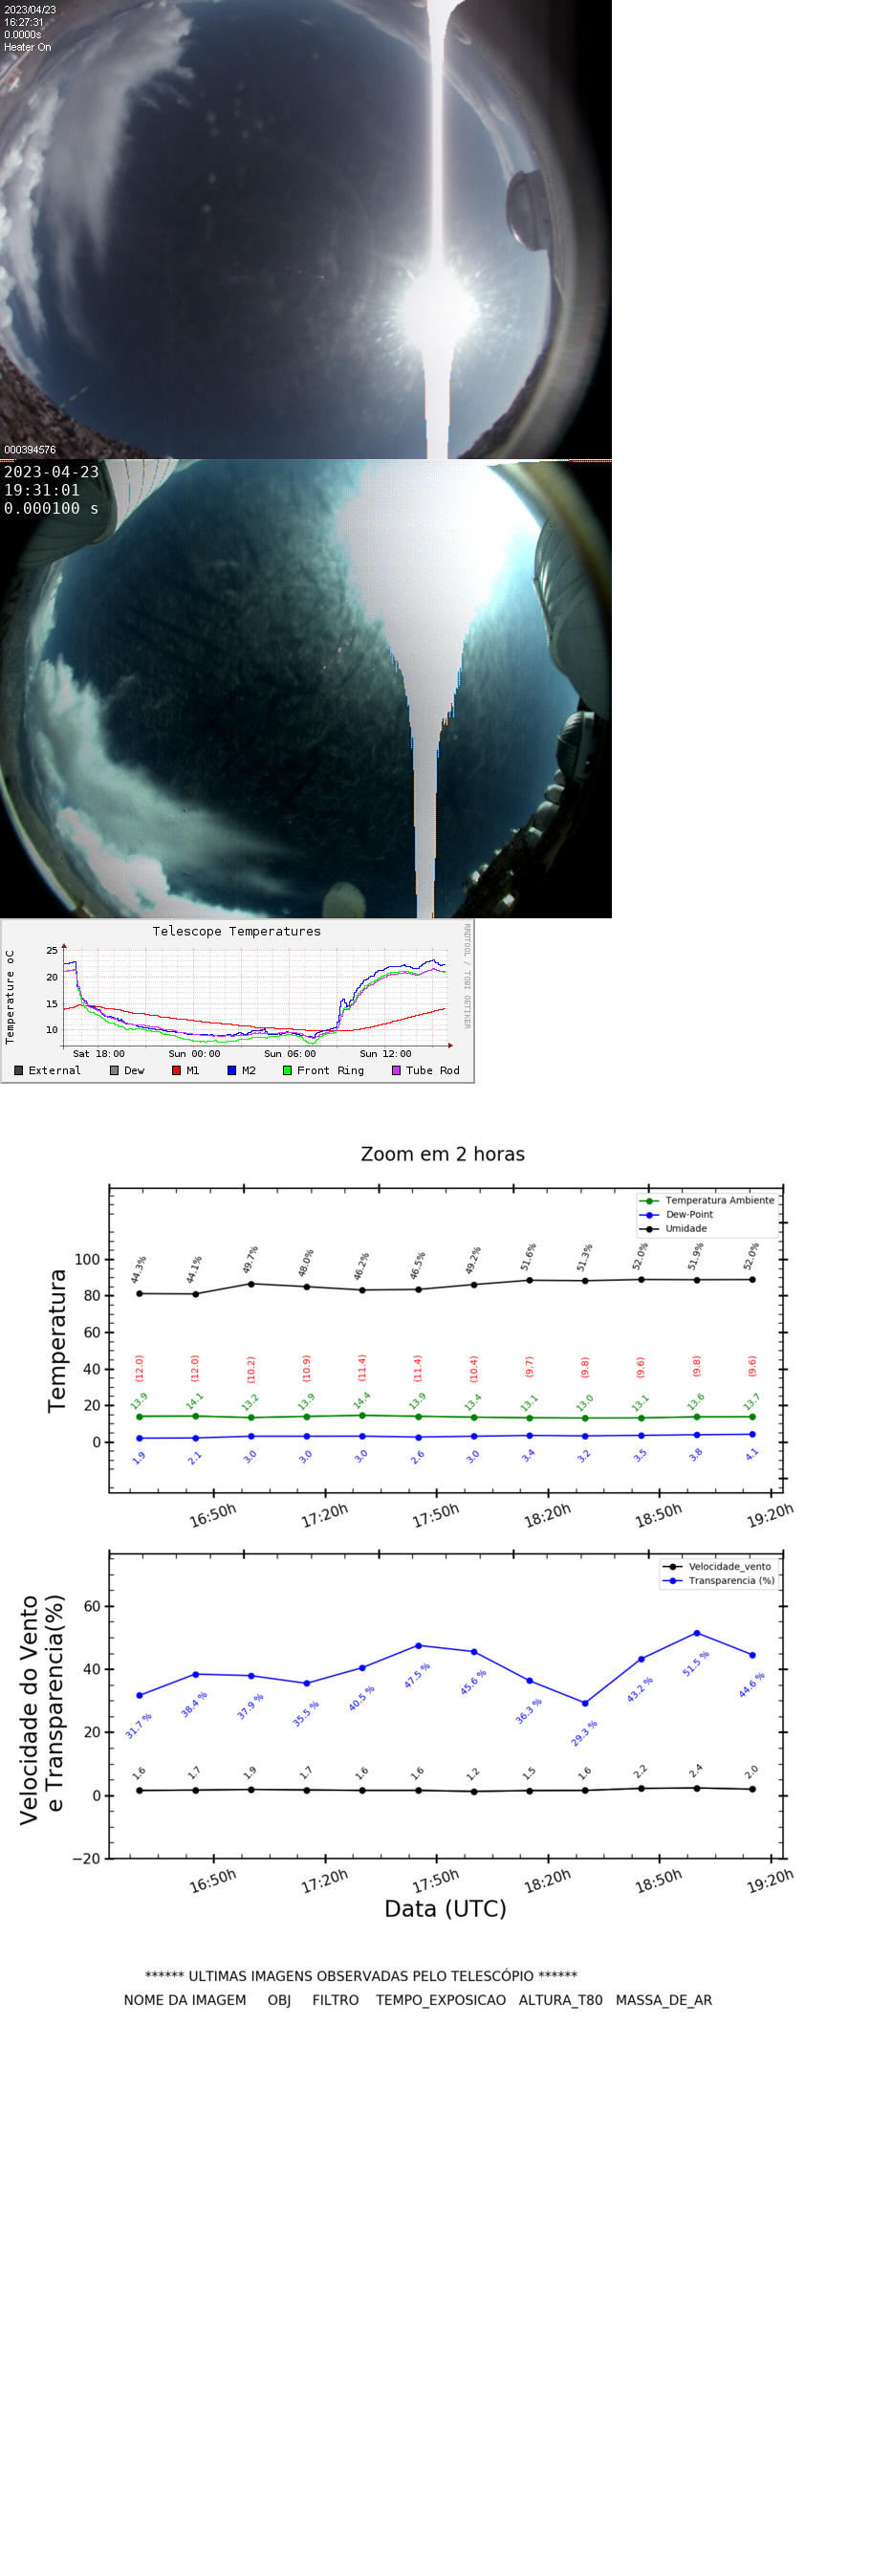 2023/04/23
16:27:31
0.0000s
Heater On
000394576
2023-04-23
19:31:01
0.000100 s
Telescope Temperatures
RRDTOOL / TOBI OETIKER
Temperature oC
25
20
15
10
Sat 18:00 Sun 00:00 Sun 06:00 Sun 12:00
External Dew M1 M2 Front Ring Tube Rod
Zoom em 2 horas
Temperatura Ambiente
Dew-Point
Umidade
Temperatura
100
80
60
40
20
0
44.3% 44.1% 49.7% 48.0% 46.2% 46.5% 49.2% 51.6% 51.3% 52.0% 51.9% 52.0%
(12.0) (12.0) (10.2) (10.9) (11.4) (11.4) (10.4) (9.7) (9.8) (9.6) (9.8) (9.6)
13.9 14.1 13.2 13.9 14.4 13.9 13.4 13.1 13.0 13.1 13.6 13.7
1.9 2.1 3.0 3.0 3.0 2.6 3.0 3.4 3.2 3.5 3.8 4.1
16:50h 17:20h 17:50h 18:20h 18:50h 19:20h
Velocidade_vento
Transparencia (%)
Velocidade do Vento
e Transparencia(%)
60
40
20
0
−20
31.7 % 38.4 % 37.9 % 35.5 % 40.5 % 47.5 % 45.6 % 36.3 % 29.3 % 43.2 % 51.5 % 44.6 %
1.6 1.7 1.9 1.7 1.6 1.6 1.2 1.5 1.6 2.2 2.4 2.0
16:50h 17:20h 17:50h 18:20h 18:50h 19:20h
Data (UTC)
****** ULTIMAS IMAGENS OBSERVADAS PELO TELESCÓPIO ******
NOME DA IMAGEM OBJ FILTRO TEMPO_EXPOSICAO ALTURA_T80 MASSA_DE_AR